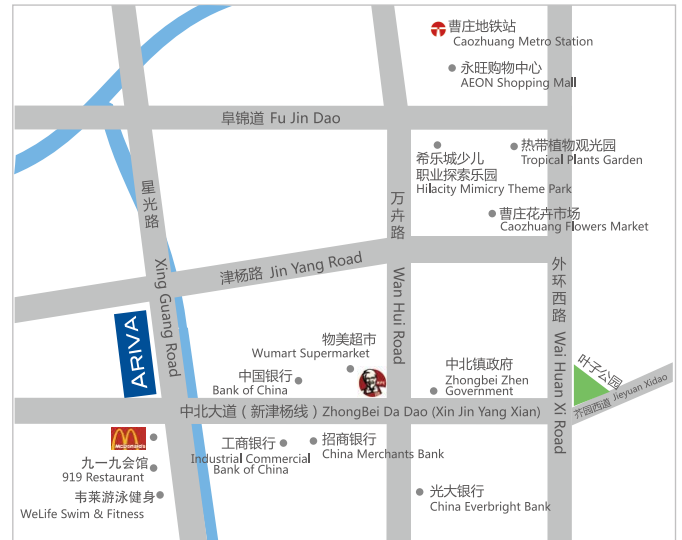 曹庄地铁站
Caozhuang Metro Station
永旺购物中心
AEON Shopping Mall
阜锦道 Fu Jin Dao
希乐城少儿
职业探索乐园
Hilacity Mimicry Theme Park
热带植物观光园
Tropical Plants Garden
星光路 Xing Guang Road
万卉路 Wan Hui Road
曹庄花卉市场
Caozhuang Flowers Market
津杨路 Jin Yang Road
外环西路 Wai Huan Xi Road
ARIVA
物美超市
Wumart Supermarket
中国银行
Bank of China
KFC
中北镇政府
Zhongbei Zhen
Government
叶子公园
芥园西道 Jieyuan Xidao
中北大道（新津杨线）ZhongBei Da Dao (Xin Jin Yang Xian)
McDonald's
九一九会馆
919 Restaurant
韦莱游泳健身
WeLife Swim & Fitness
工商银行
Industrial Commercial
Bank of China
招商银行
China Merchants Bank
光大银行
China Everbright Bank